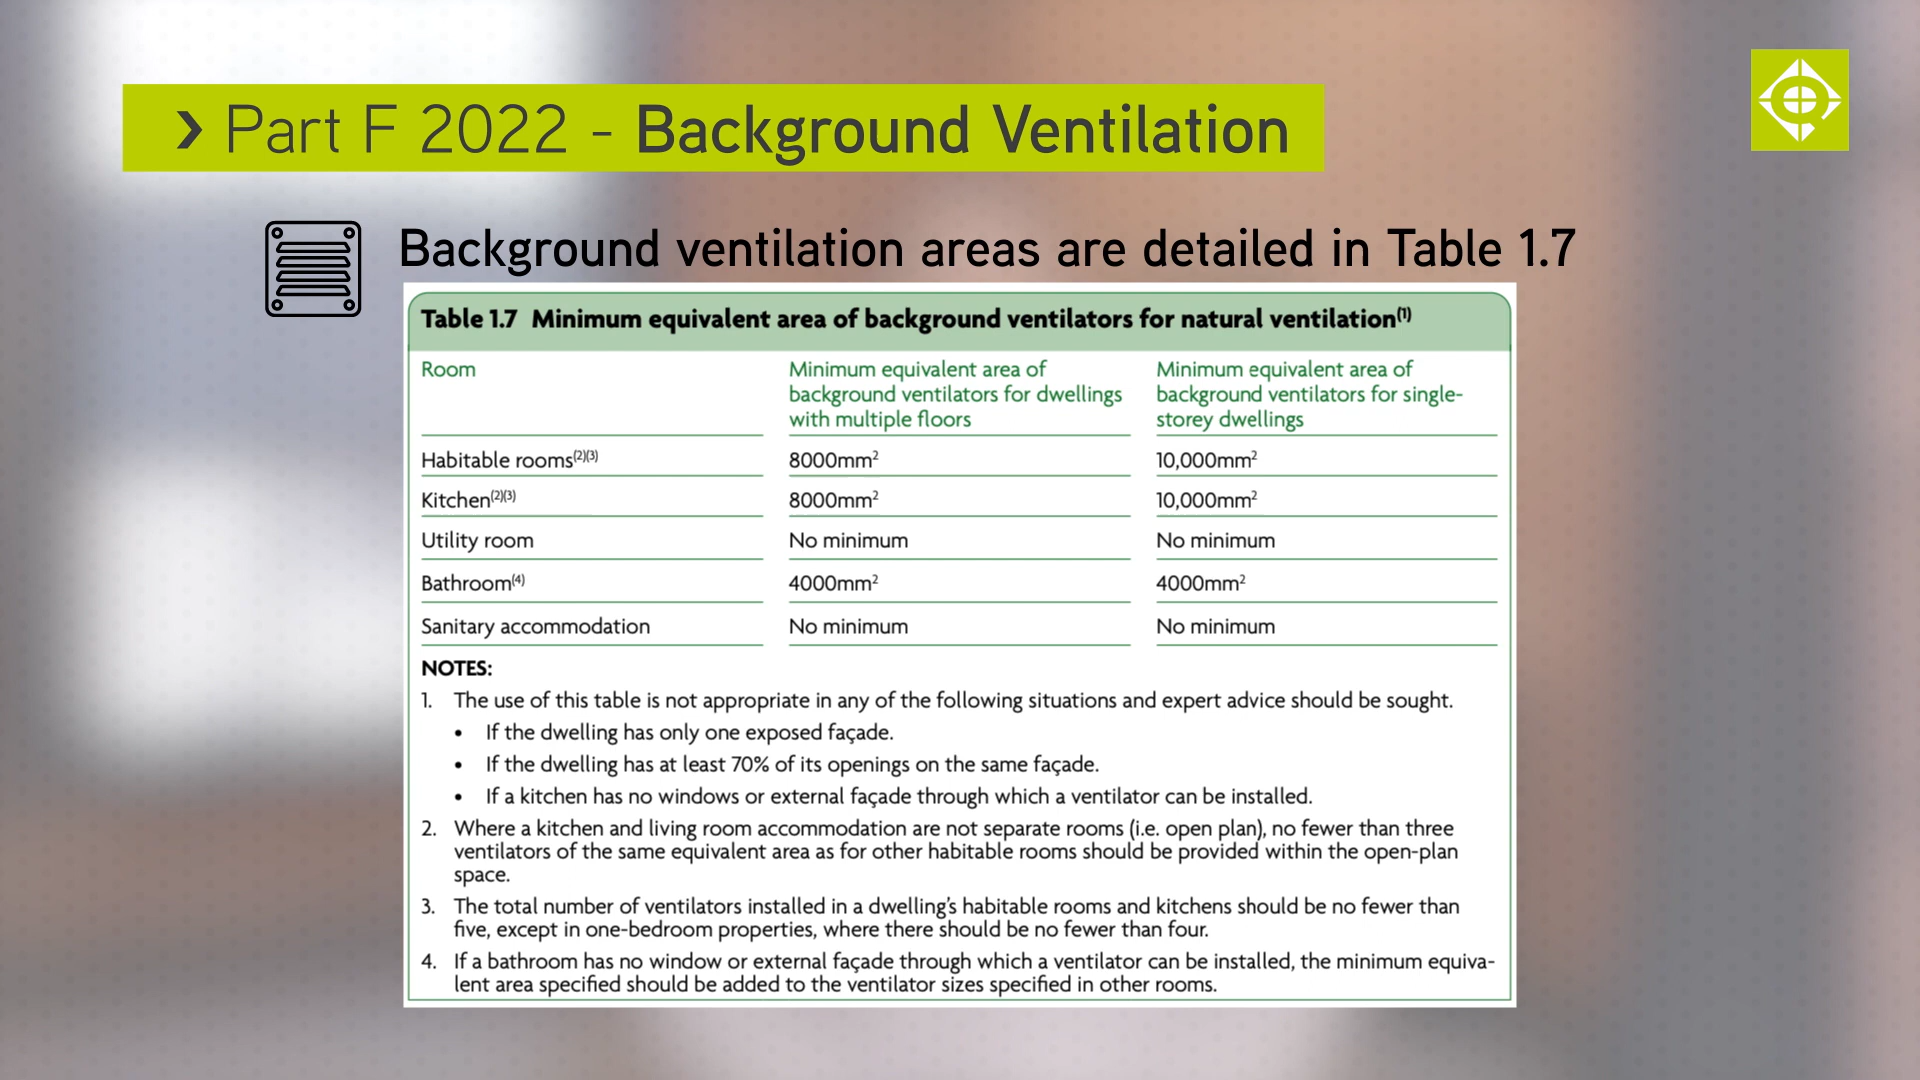 › Part F 2022 - Background Ventilation
Background ventilation areas are detailed in Table 1.7
Table 1.7 Minimum equivalent area of background ventilators for natural ventilation(1)
Room
Minimum equivalent area of
background ventilators for dwellings
with multiple floors
Minimum equivalent area of
background ventilators for single-
storey dwellings
Habitable rooms(2)(3) 8000mm² 10,000mm²
Kitchen(2)(3) 8000mm² 10,000mm²
Utility room No minimum No minimum
Bathroom(4) 4000mm² 4000mm²
Sanitary accommodation No minimum No minimum
NOTES:
1. The use of this table is not appropriate in any of the following situations and expert advice should be sought.
• If the dwelling has only one exposed façade.
• If the dwelling has at least 70% of its openings on the same façade.
• If a kitchen has no windows or external façade through which a ventilator can be installed.
2. Where a kitchen and living room accommodation are not separate rooms (i.e. open plan), no fewer than three
ventilators of the same equivalent area as for other habitable rooms should be provided within the open-plan
space.
3. The total number of ventilators installed in a dwelling's habitable rooms and kitchens should be no fewer than
five, except in one-bedroom properties, where there should be no fewer than four.
4. If a bathroom has no window or external façade through which a ventilator can be installed, the minimum equiva-
lent area specified should be added to the ventilator sizes specified in other rooms.